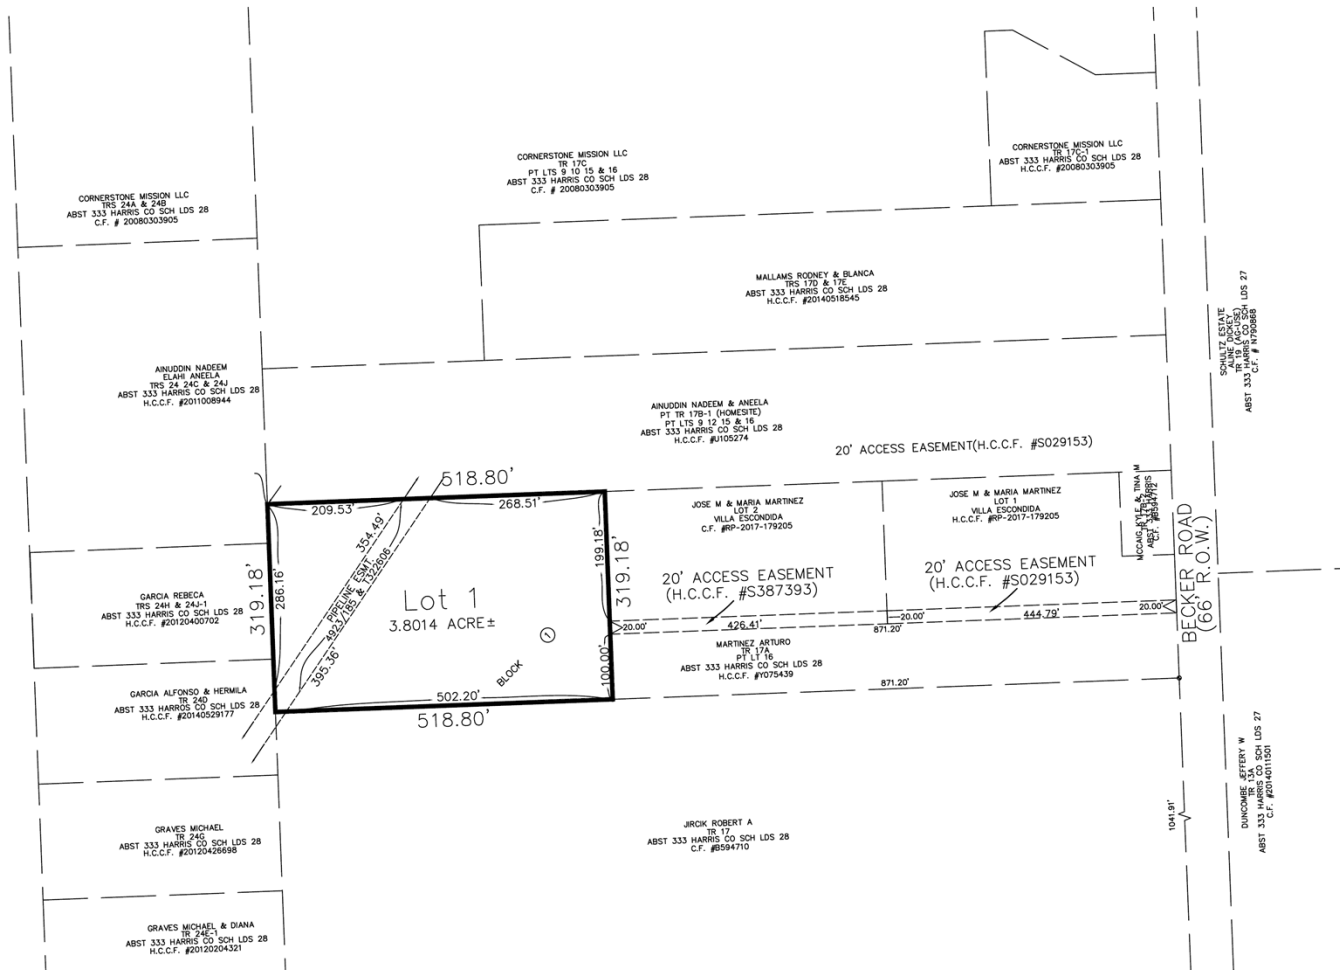 CORNERSTONE MISSION LLC
TR 17C
PT LTS 9 10 15 & 16
ABST 333 HARRIS CO SCH LDS 28
C.F. # 20080303905
CORNERSTONE MISSION LLC
TR 17C-1
ABST 333 HARRIS CO SCH LDS 28
H.C.C.F. #20080303905
CORNERSTONE MISSION LLC
TRS 24A & 24B
ABST 333 HARRIS CO SCH LDS 28
C.F. # 20080303905
MALLAMS RODNEY & BLANCA
TRS 17D & 17E
ABST 333 HARRIS CO SCH LDS 28
H.C.C.F. #20140518545
SCHULTZ ESTATE
ALINE DICKEY
TR 19 (AG-USE)
ABST 333 HARRIS CO SCH LDS 27
C.F. # N790868
AINUDDIN NADEEM
ELAHI ANEELA
TRS 24 24C & 24J
ABST 333 HARRIS CO SCH LDS 28
H.C.C.F. #2011008944
AINUDDIN NADEEM & ANEELA
PT TR 17B-1 (HOMESITE)
PT LTS 9 12 15 & 16
ABST 333 HARRIS CO SCH LDS 28
H.C.C.F. #U105274
20' ACCESS EASEMENT(H.C.C.F. #S029153)
518.80'
209.53'
268.51'
354.49'
PIPELINE ESMT.
4923/185 & T322606
395.36'
319.18'
286.16'
Lot 1
3.8014 ACRE±
1
BLOCK
199.18'
319.18'
100.00'
502.20'
518.80'
JOSE M & MARIA MARTINEZ
LOT 2
VILLA ESCONDIDA
C.F. #RP-2017-179205
JOSE M & MARIA MARTINEZ
LOT 1
VILLA ESCONDIDA
H.C.C.F. #RP-2017-179205
MCCAIG KYLE & TINA M
ABST 333 HARRIS
C.F. #B594712
20' ACCESS EASEMENT
(H.C.C.F. #S387393)
20' ACCESS EASEMENT
(H.C.C.F. #S029153)
20.00'
426.41'
871.20'
20.00'
444.79'
20.00'
BECKER ROAD
(66' R.O.W.)
MARTINEZ ARTURO
TR 17A
PT LT 16
ABST 333 HARRIS CO SCH LDS 28
H.C.C.F. #Y075439
871.20'
GARCIA REBECA
TRS 24H & 24J-1
ABST 333 HARRIS CO SCH LDS 28
H.C.C.F. #20120400702
GARCIA ALFONSO & HERMILA
TR 24D
ABST 333 HARROS CO SCH LDS 28
H.C.C.F. #20140529177
GRAVES MICHAEL
TR 24G
ABST 333 HARRIS CO SCH LDS 28
H.C.C.F. #20120426698
GRAVES MICHAEL & DIANA
TR 24E-1
ABST 333 HARRIS CO SCH LDS 28
H.C.C.F. #20120204321
JIRCIK ROBERT A
TR 17
ABST 333 HARRIS CO SCH LDS 28
C.F. #B594710
1041.91'
DUNCOMBE JEFFERY W
TR 13A
ABST 333 HARRIS CO SCH LDS 27
C.F. #20140111501